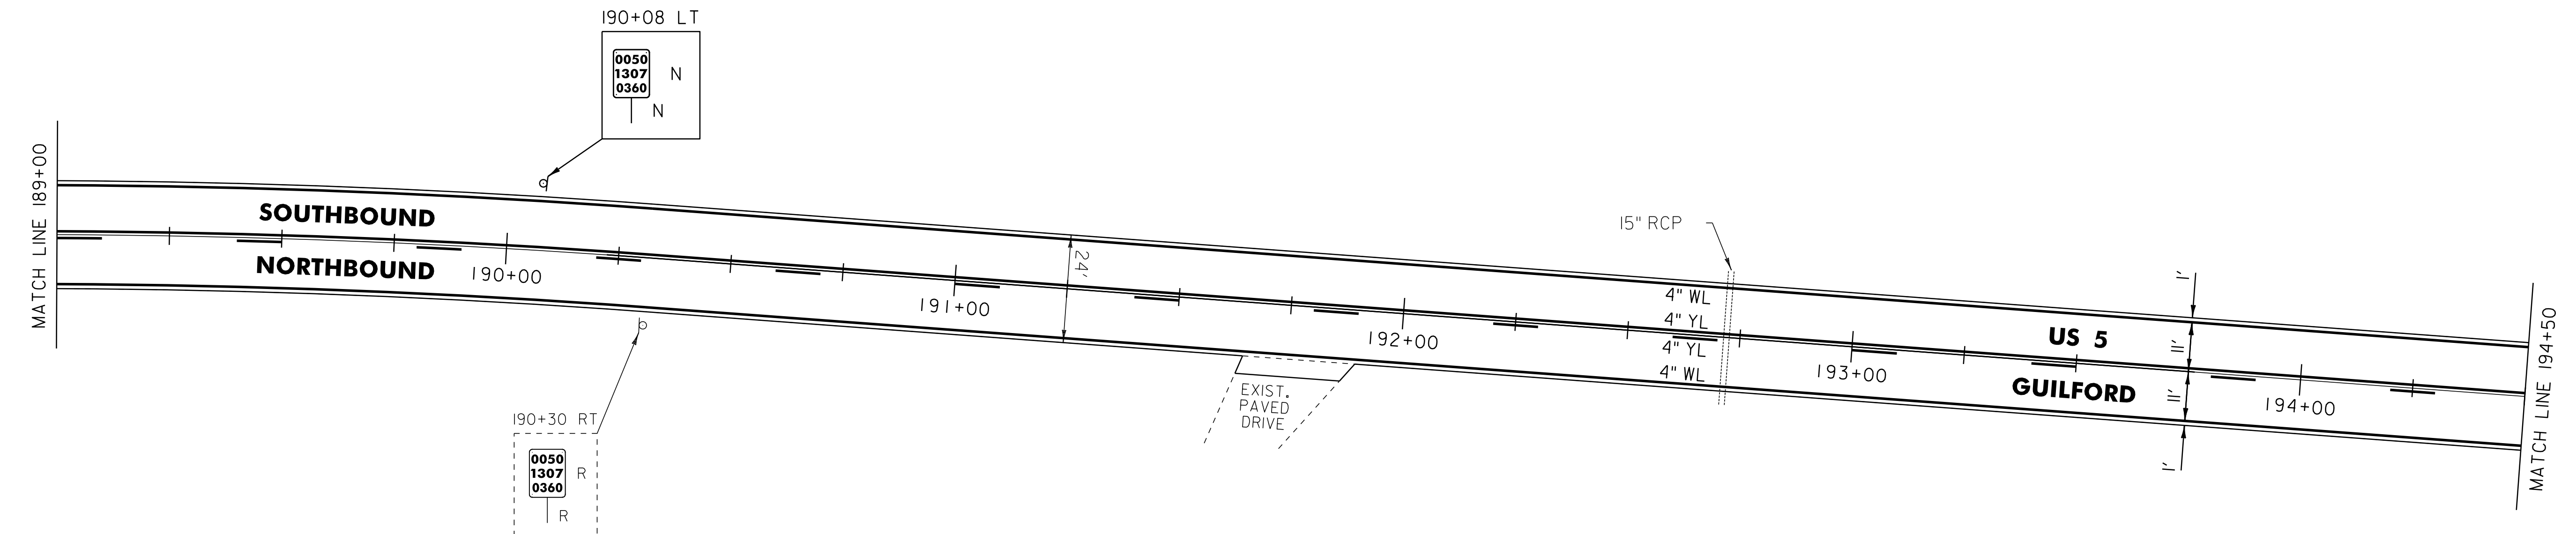 190+08 LT
0050
1307
0360
N
N
MATCH LINE 189+00
SOUTHBOUND
NORTHBOUND
190+00
191+00
24'
192+00
15" RCP
4" WL
4" YL
4" YL
4" WL
193+00
US 5
GUILFORD
194+00
1'
11'
11'
1'
MATCH LINE 194+50
EXIST.
PAVED
DRIVE
190+30 RT
0050
1307
0360
R
R